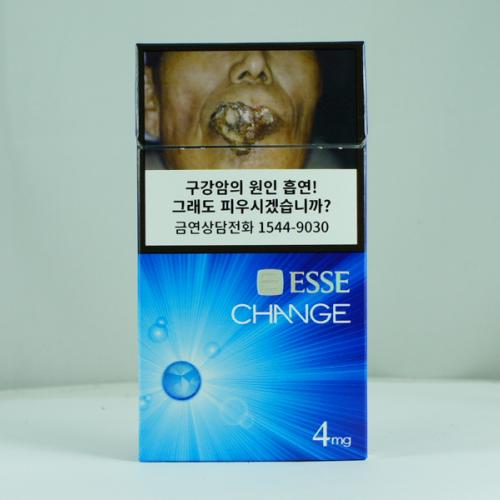 구강암의 원인 흡연!
그래도 피우시겠습니까?
금연상담전화 1544-9030
ESSE
CHANGE
4mg